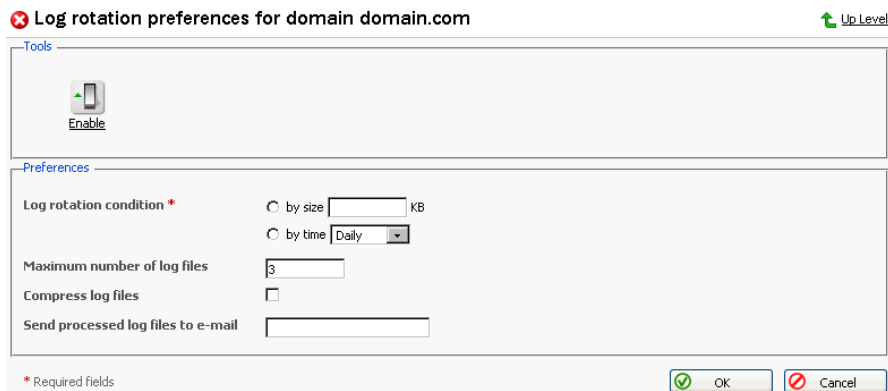 Log rotation preferences for domain domain.com
Up Level
Tools
Enable
Preferences
Log rotation condition *
by size KB
by time Daily
Maximum number of log files 3
Compress log files
Send processed log files to e-mail
* Required fields
OK Cancel